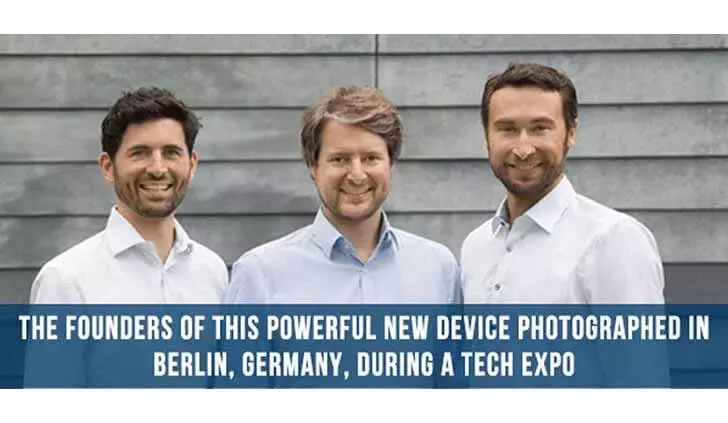 THE FOUNDERS OF THIS POWERFUL NEW DEVICE PHOTOGRAPHED IN
BERLIN, GERMANY, DURING A TECH EXPO